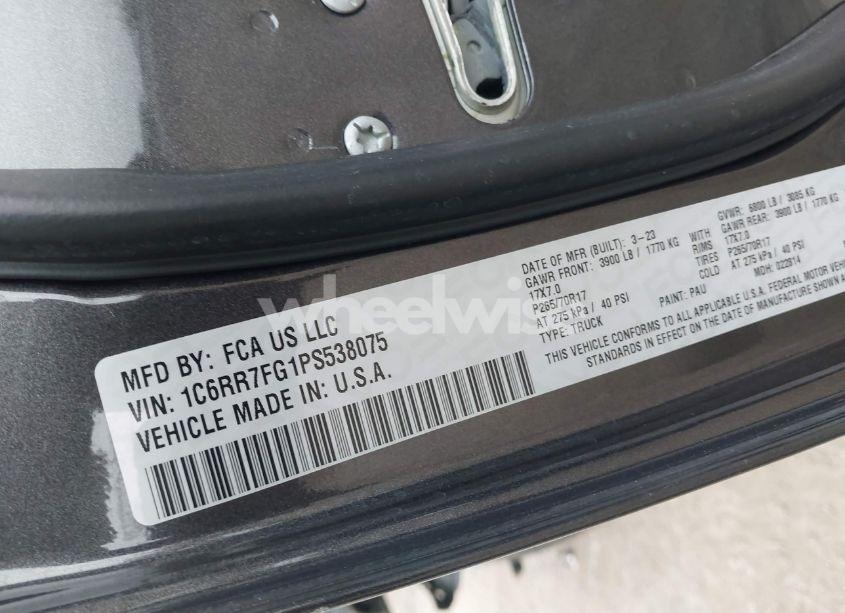 MFD BY: FCA US LLC
VIN: 1C6RR7FG1PS538075
VEHICLE MADE IN: U.S.A.
DATE OF MFR (BUILT): 3-23
GVWR: 6800 LB / 3085 KG
GAWR FRONT: 3900 LB / 1770 KG WITH GAWR REAR: 3900 LB / 1770 KG
17X7.0 RIMS 17X7.0
P265/70R17 TIRES P265/70R17
AT 275 kPa / 40 PSI COLD AT 275 kPa / 40 PSI
TYPE: TRUCK PAINT: PAU MDH: 022814
THIS VEHICLE CONFORMS TO ALL APPLICABLE U.S.A. FEDERAL MOTOR
STANDARDS IN EFFECT ON THE DATE OF MANUFACTURE
wheelwis